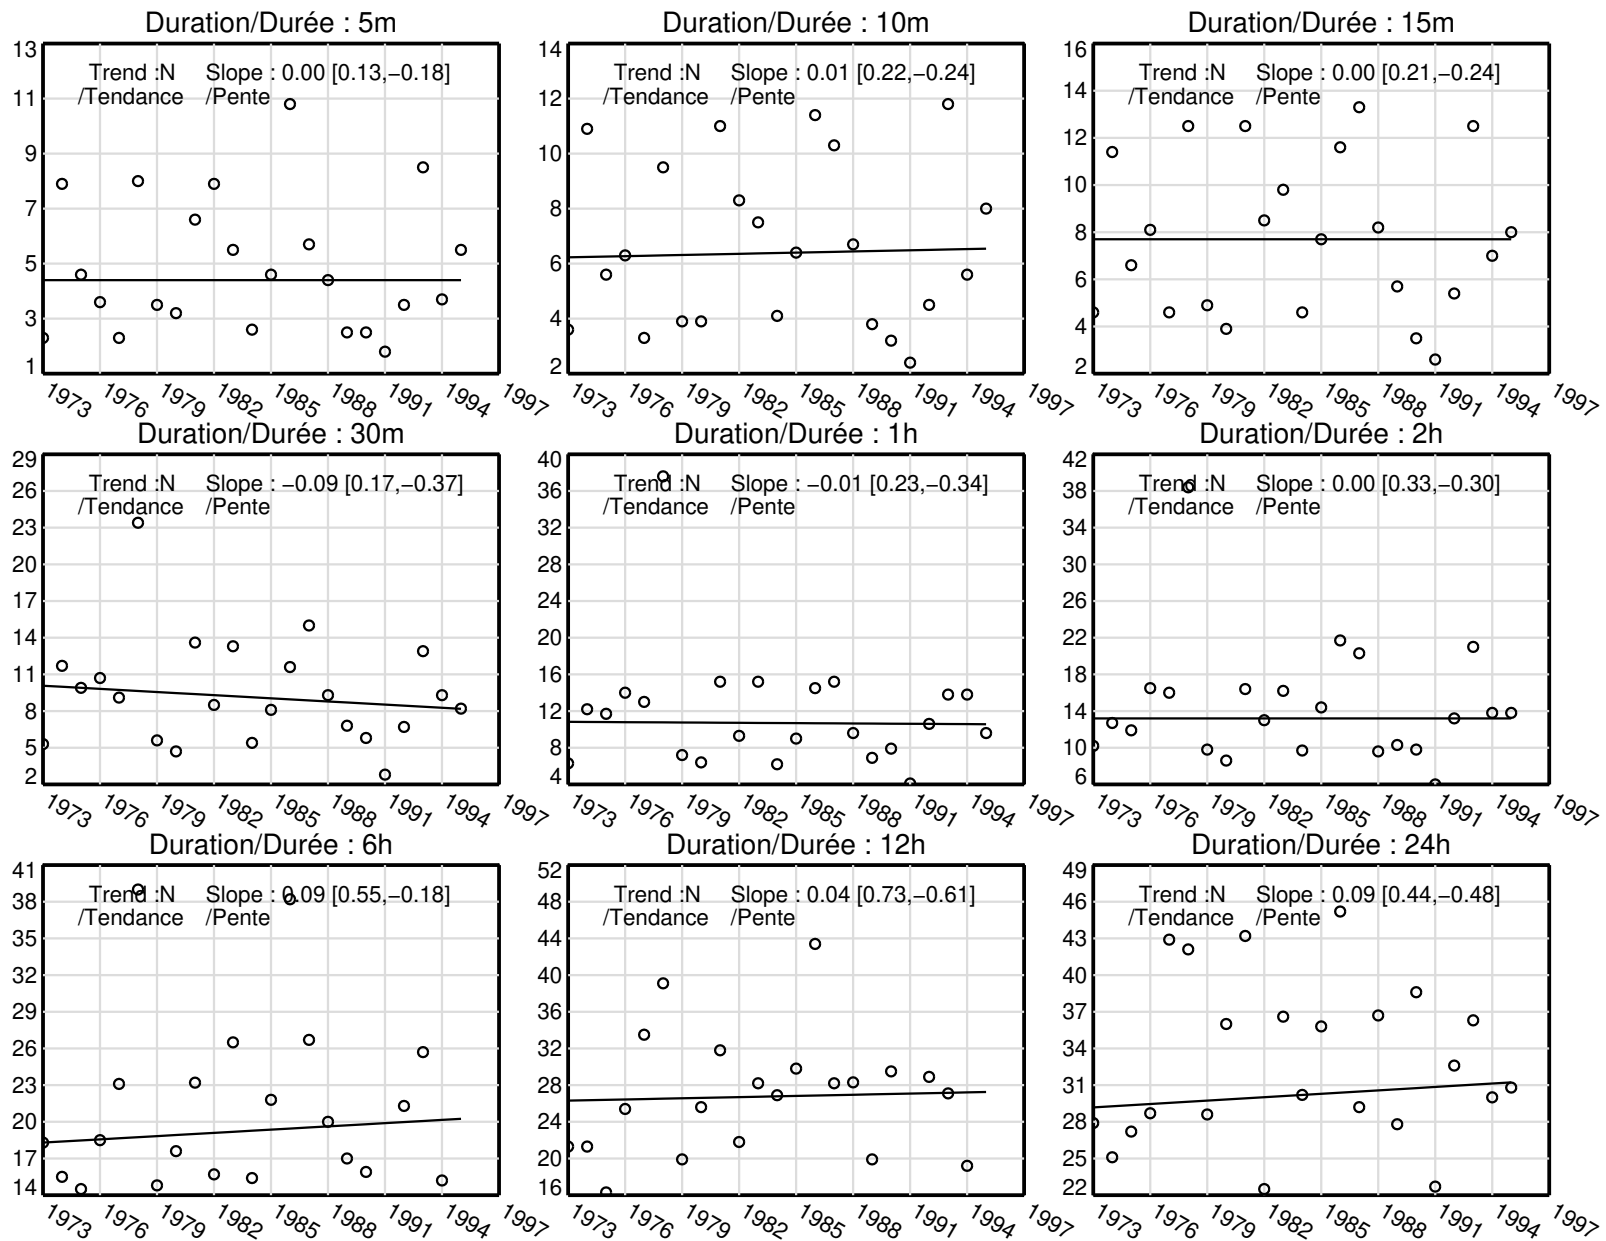 Duration/Durée : 5m
13
11
9
7
5
3
1
Trend :N Slope : 0.00 [0.13,−0.18]
/Tendance /Pente
1973 1976 1979 1982 1985 1988 1991 1994 1997
Duration/Durée : 10m
14
12
10
8
6
4
2
Trend :N Slope : 0.01 [0.22,−0.24]
/Tendance /Pente
1973 1976 1979 1982 1985 1988 1991 1994 1997
Duration/Durée : 15m
16
14
12
10
8
6
4
2
Trend :N Slope : 0.00 [0.21,−0.24]
/Tendance /Pente
1973 1976 1979 1982 1985 1988 1991 1994 1997
Duration/Durée : 30m
29
26
23
20
17
14
11
8
5
2
Trend :N Slope : −0.09 [0.17,−0.37]
/Tendance /Pente
1973 1976 1979 1982 1985 1988 1991 1994 1997
Duration/Durée : 1h
40
36
32
28
24
20
16
12
8
4
Trend :N Slope : −0.01 [0.23,−0.34]
/Tendance /Pente
1973 1976 1979 1982 1985 1988 1991 1994 1997
Duration/Durée : 2h
42
38
34
30
26
22
18
14
10
6
Trend :N Slope : 0.00 [0.33,−0.30]
/Tendance /Pente
1973 1976 1979 1982 1985 1988 1991 1994 1997
Duration/Durée : 6h
41
38
35
32
29
26
23
20
17
14
Trend :N Slope : 0.09 [0.55,−0.18]
/Tendance /Pente
1973 1976 1979 1982 1985 1988 1991 1994 1997
Duration/Durée : 12h
52
48
44
40
36
32
28
24
20
16
Trend :N Slope : 0.04 [0.73,−0.61]
/Tendance /Pente
1973 1976 1979 1982 1985 1988 1991 1994 1997
Duration/Durée : 24h
49
46
43
40
37
34
31
28
25
22
Trend :N Slope : 0.09 [0.44,−0.48]
/Tendance /Pente
1973 1976 1979 1982 1985 1988 1991 1994 1997